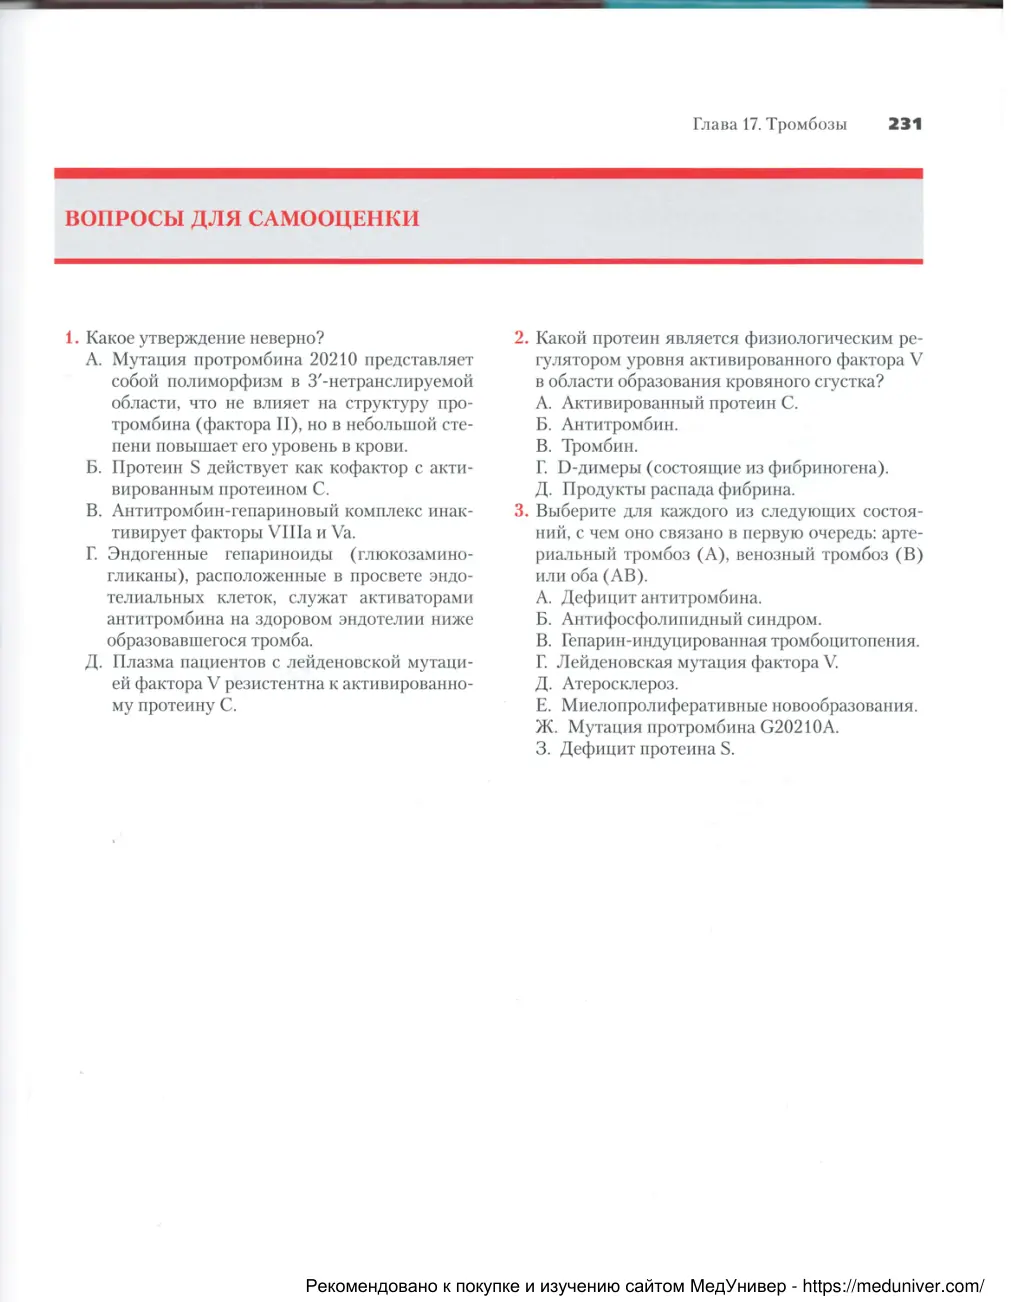 Глава 17. Тромбозы 231
ВОПРОСЫ ДЛЯ САМООЦЕНКИ
1. Какое утверждение неверно?
А. Мутация протромбина 20210 представляет
собой полиморфизм в 3′-нетранслируемой
области, что не влияет на структуру про-
тромбина (фактора II), но в небольшой сте-
пени повышает его уровень в крови.
Б. Протеин S действует как кофактор с акти-
вированным протеином С.
В. Антитромбин-гепариновый комплекс инак-
тивирует факторы VIIIa и Va.
Г. Эндогенные гепариноиды (глюкозамино-
гликаны), расположенные в просвете эндо-
телиальных клеток, служат активаторами
антитромбина на здоровом эндотелии ниже
образовавшегося тромба.
Д. Плазма пациентов с лейденовской мутаци-
ей фактора V резистентна к активированно-
му протеину С.
2. Какой протеин является физиологическим ре-
гулятором уровня активированного фактора V
в области образования кровяного сгустка?
А. Активированный протеин С.
Б. Антитромбин.
В. Тромбин.
Г. D-димеры (состоящие из фибриногена).
Д. Продукты распада фибрина.
3. Выберите для каждого из следующих состоя-
ний, с чем оно связано в первую очередь: арте-
риальный тромбоз (А), венозный тромбоз (В)
или оба (АВ).
А. Дефицит антитромбина.
Б. Антифосфолипидный синдром.
В. Гепарин-индуцированная тромбоцитопения.
Г. Лейденовская мутация фактора V.
Д. Атеросклероз.
Е. Миелопролиферативные новообразования.
Ж. Мутация протромбина G20210A.
З. Дефицит протеина S.
Рекомендовано к покупке и изучению сайтом МедУнивер - https://meduniver.com/